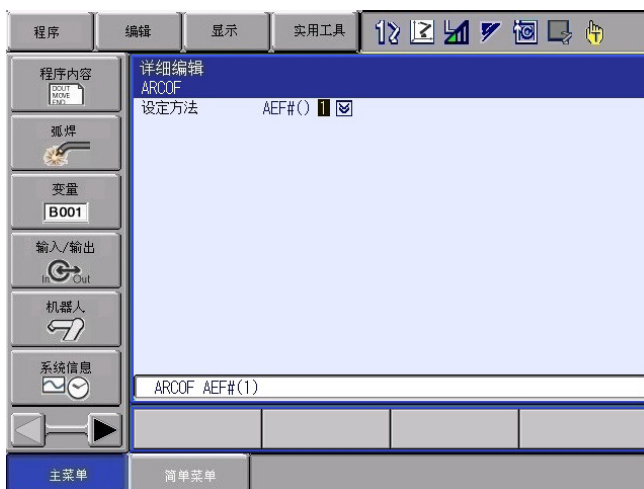 程序 编辑 显示 实用工具
程序内容
DOUT
MOVE
END
弧焊
变量
B001
输入/输出
In Out
机器人
系统信息
详细编辑
ARCOF
设定方法 AEF#() 1
ARCOF AEF#(1)
主菜单 简单菜单